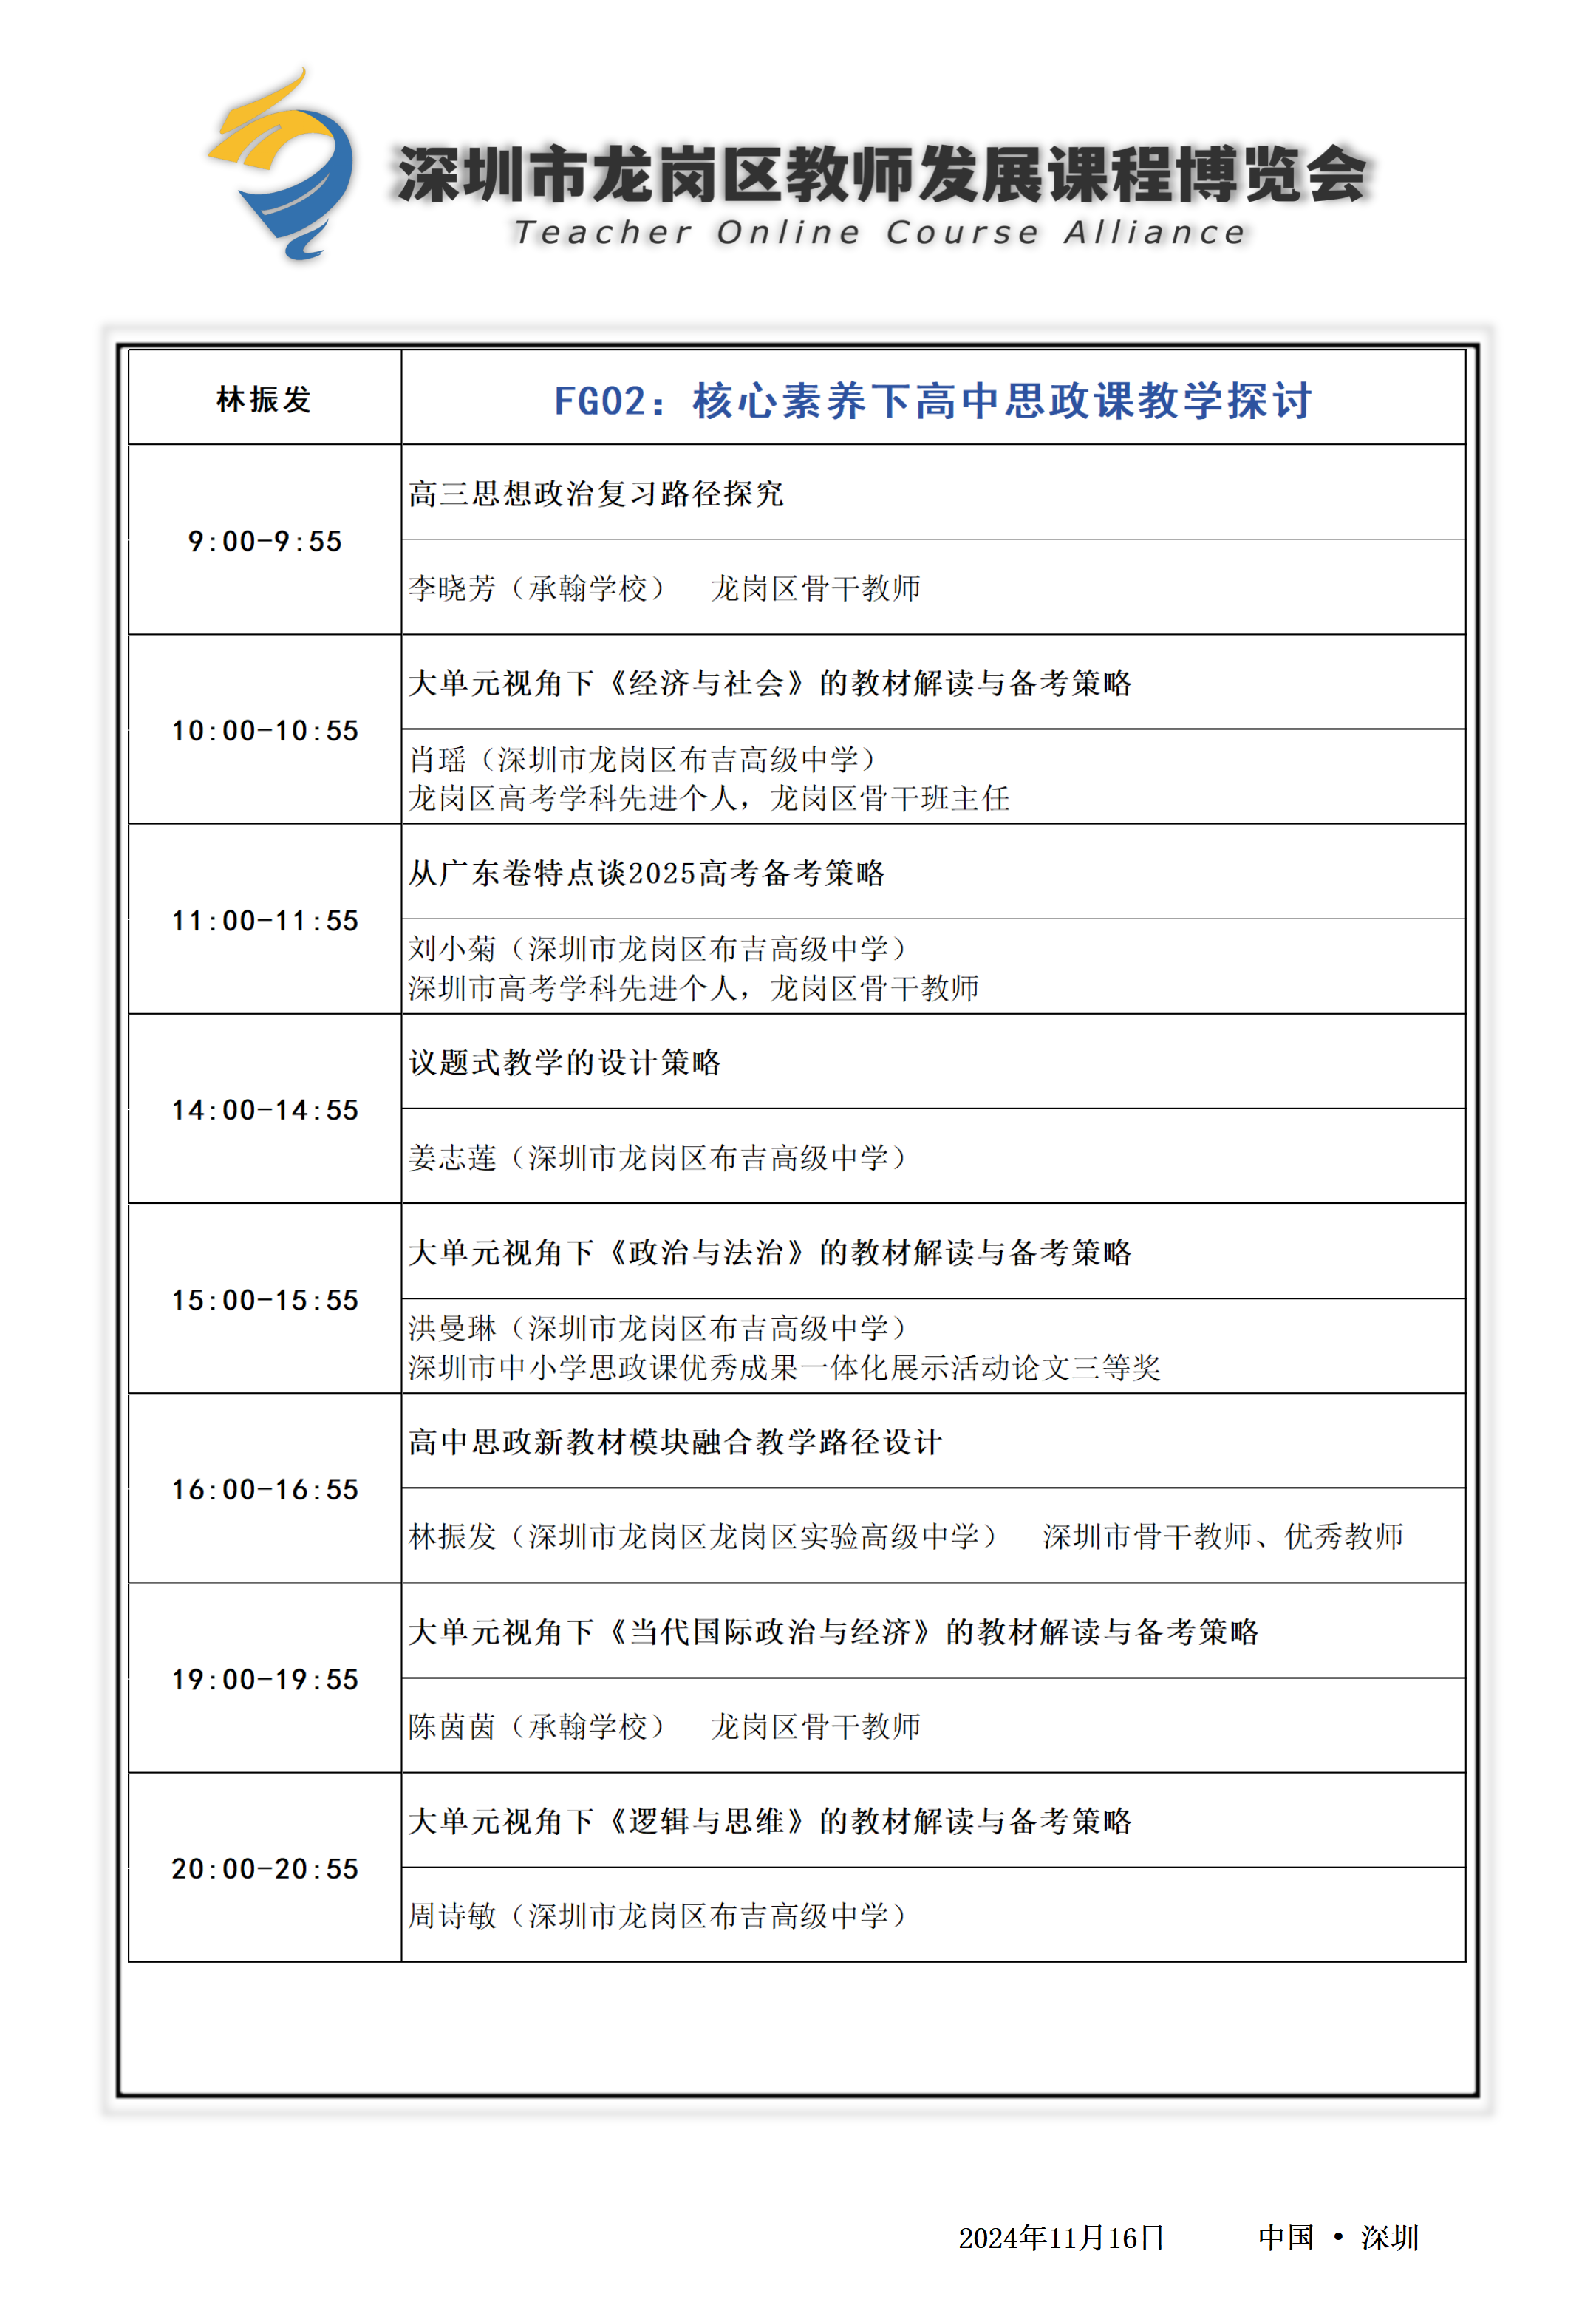 深圳市龙岗区教师发展课程博览会
Teacher Online Course Alliance
林振发
FG02：核心素养下高中思政课教学探讨
9:00-9:55
高三思想政治复习路径探究
李晓芳（承翰学校） 龙岗区骨干教师
10:00-10:55
大单元视角下《经济与社会》的教材解读与备考策略
肖瑶（深圳市龙岗区布吉高级中学）
龙岗区高考学科先进个人，龙岗区骨干班主任
11:00-11:55
从广东卷特点谈2025高考备考策略
刘小菊（深圳市龙岗区布吉高级中学）
深圳市高考学科先进个人，龙岗区骨干教师
14:00-14:55
议题式教学的设计策略
姜志莲（深圳市龙岗区布吉高级中学）
15:00-15:55
大单元视角下《政治与法治》的教材解读与备考策略
洪曼琳（深圳市龙岗区布吉高级中学）
深圳市中小学思政课优秀成果一体化展示活动论文三等奖
16:00-16:55
高中思政新教材模块融合教学路径设计
林振发（深圳市龙岗区龙岗区实验高级中学） 深圳市骨干教师、优秀教师
19:00-19:55
大单元视角下《当代国际政治与经济》的教材解读与备考策略
陈茵茵（承翰学校） 龙岗区骨干教师
20:00-20:55
大单元视角下《逻辑与思维》的教材解读与备考策略
周诗敏（深圳市龙岗区布吉高级中学）
2024年11月16日 中国 • 深圳